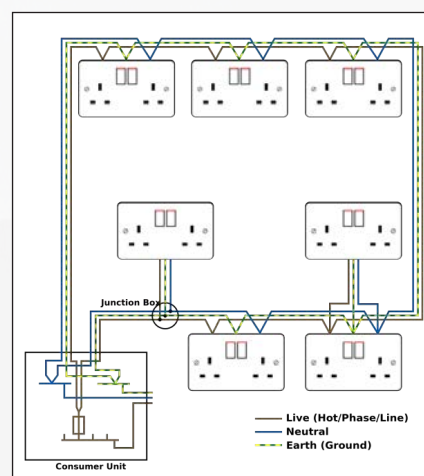 Junction Box
Live (Hot/Phase/Line)
Neutral
Earth (Ground)
Consumer Unit